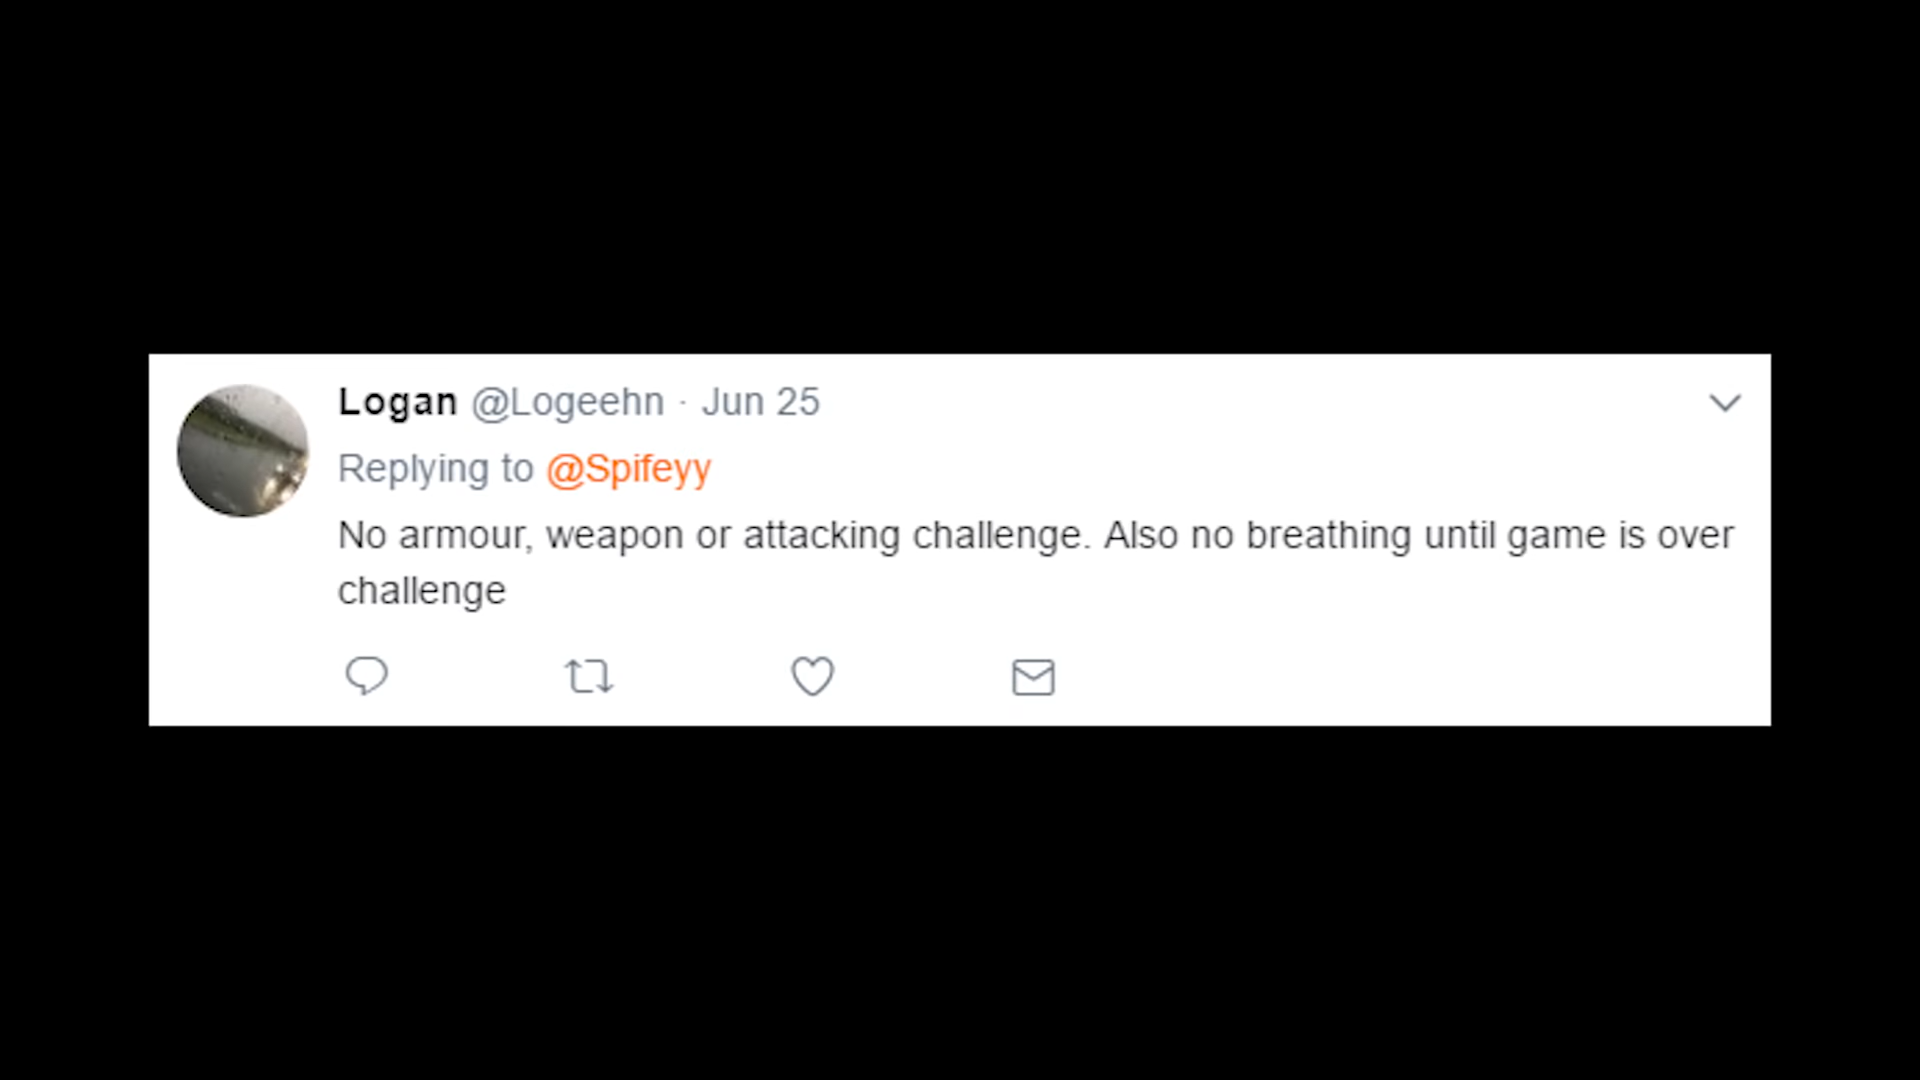 Logan @Logeehn · Jun 25
Replying to @Spifeyy
No armour, weapon or attacking challenge. Also no breathing until game is over
challenge